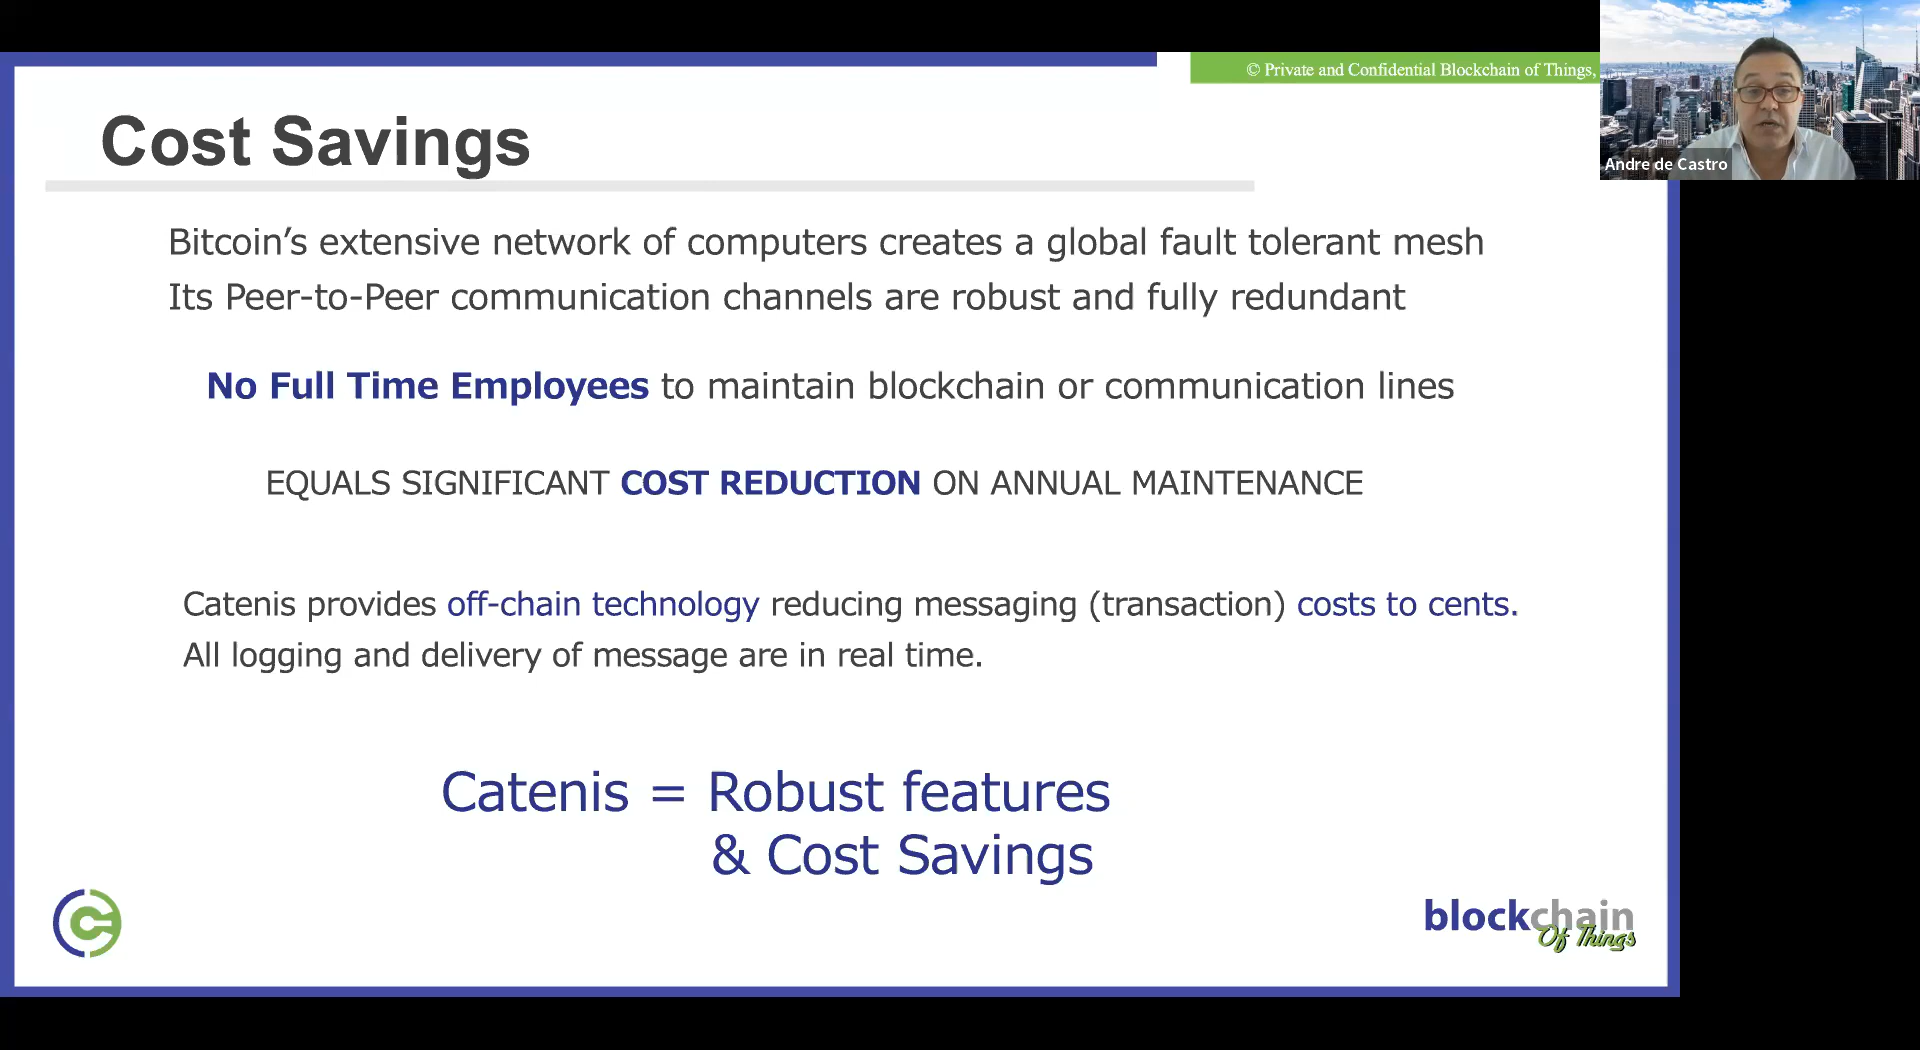 © Private and Confidential Blockchain of Things,
Andre de Castro
Cost Savings
Bitcoin’s extensive network of computers creates a global fault tolerant mesh
Its Peer-to-Peer communication channels are robust and fully redundant
No Full Time Employees to maintain blockchain or communication lines
EQUALS SIGNIFICANT COST REDUCTION ON ANNUAL MAINTENANCE
Catenis provides off-chain technology reducing messaging (transaction) costs to cents.
All logging and delivery of message are in real time.
Catenis = Robust features
& Cost Savings
blockchain
Of Things